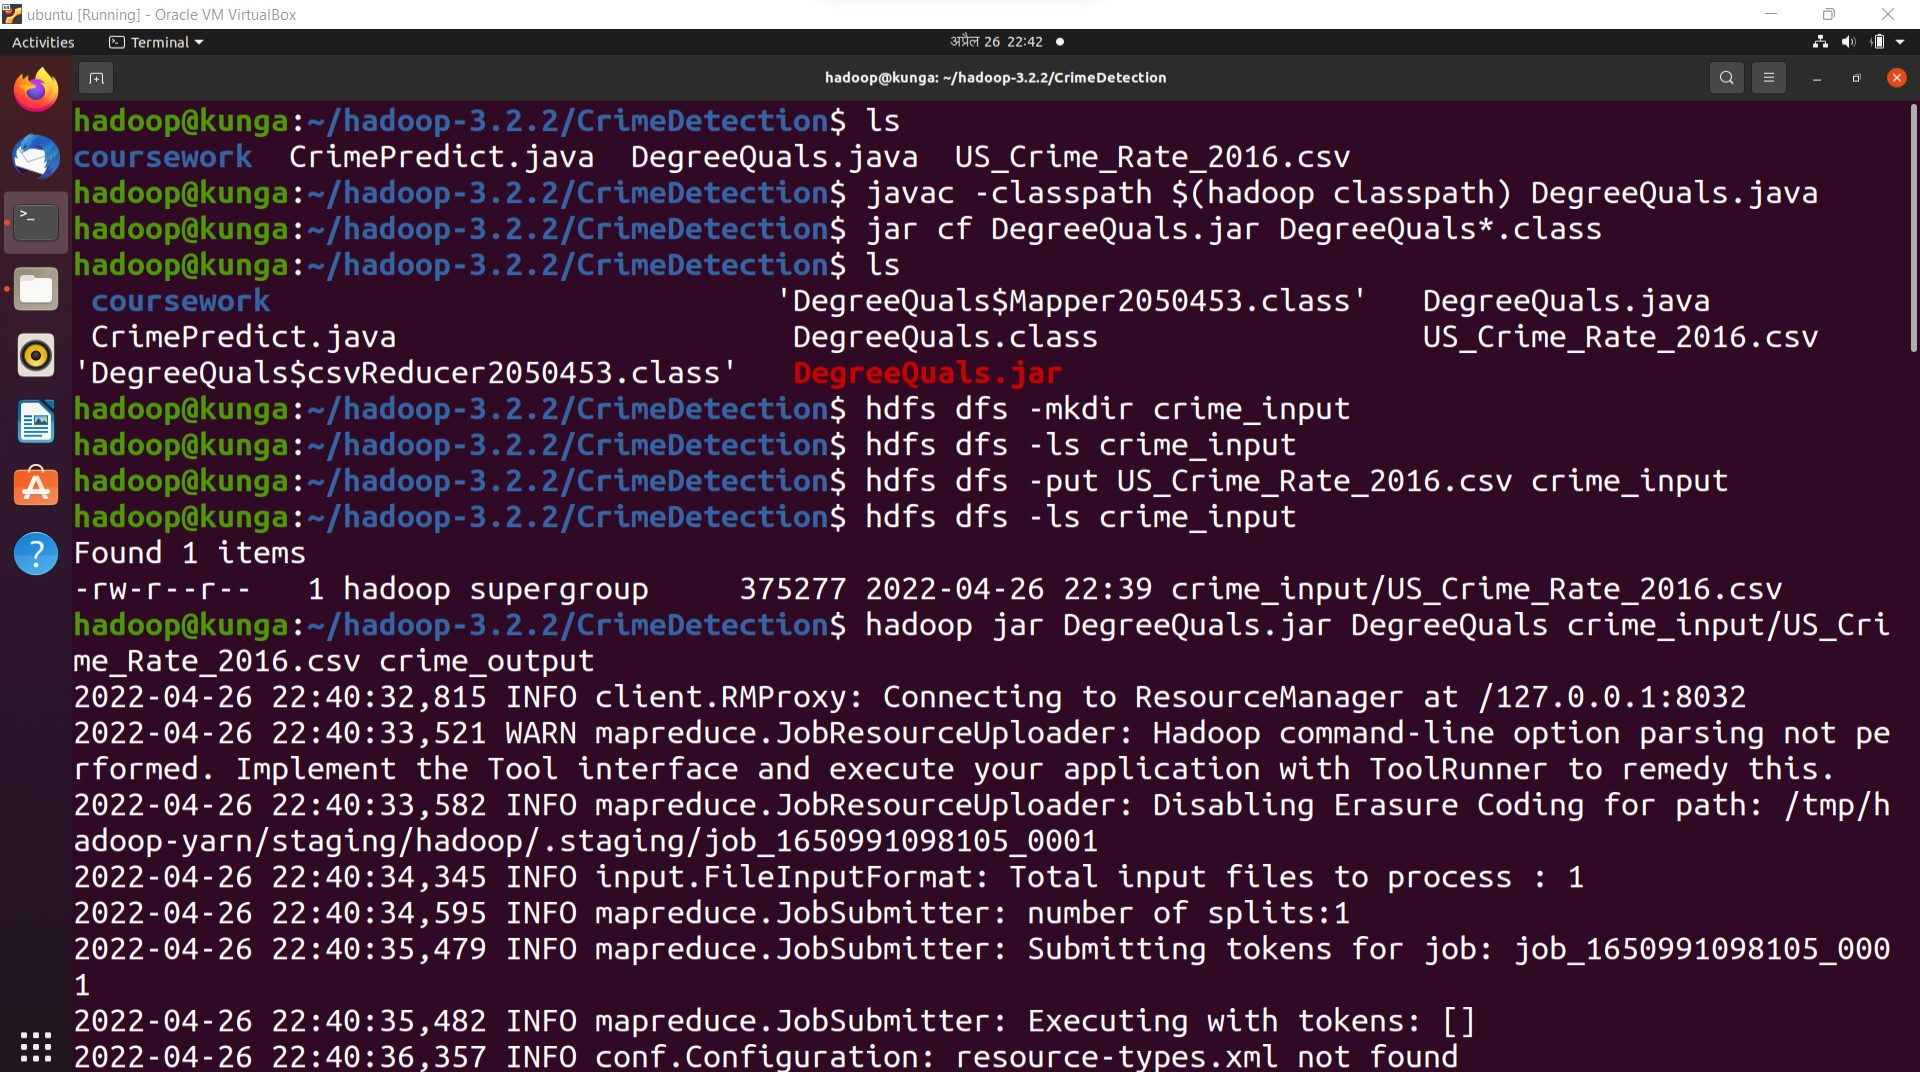 ubuntu [Running] - Oracle VM VirtualBox
Activities Terminal अप्रैल 26 22:42
hadoop@kunga: ~/hadoop-3.2.2/CrimeDetection
hadoop@kunga:~/hadoop-3.2.2/CrimeDetection$ ls
coursework CrimePredict.java DegreeQuals.java US_Crime_Rate_2016.csv
hadoop@kunga:~/hadoop-3.2.2/CrimeDetection$ javac -classpath $(hadoop classpath) DegreeQuals.java
hadoop@kunga:~/hadoop-3.2.2/CrimeDetection$ jar cf DegreeQuals.jar DegreeQuals*.class
hadoop@kunga:~/hadoop-3.2.2/CrimeDetection$ ls
coursework 'DegreeQuals$Mapper2050453.class' DegreeQuals.java
CrimePredict.java DegreeQuals.class US_Crime_Rate_2016.csv
'DegreeQuals$csvReducer2050453.class' DegreeQuals.jar
hadoop@kunga:~/hadoop-3.2.2/CrimeDetection$ hdfs dfs -mkdir crime_input
hadoop@kunga:~/hadoop-3.2.2/CrimeDetection$ hdfs dfs -ls crime_input
hadoop@kunga:~/hadoop-3.2.2/CrimeDetection$ hdfs dfs -put US_Crime_Rate_2016.csv crime_input
hadoop@kunga:~/hadoop-3.2.2/CrimeDetection$ hdfs dfs -ls crime_input
Found 1 items
-rw-r--r-- 1 hadoop supergroup 375277 2022-04-26 22:39 crime_input/US_Crime_Rate_2016.csv
hadoop@kunga:~/hadoop-3.2.2/CrimeDetection$ hadoop jar DegreeQuals.jar DegreeQuals crime_input/US_Cri
me_Rate_2016.csv crime_output
2022-04-26 22:40:32,815 INFO client.RMProxy: Connecting to ResourceManager at /127.0.0.1:8032
2022-04-26 22:40:33,521 WARN mapreduce.JobResourceUploader: Hadoop command-line option parsing not pe
rformed. Implement the Tool interface and execute your application with ToolRunner to remedy this.
2022-04-26 22:40:33,582 INFO mapreduce.JobResourceUploader: Disabling Erasure Coding for path: /tmp/h
adoop-yarn/staging/hadoop/.staging/job_1650991098105_0001
2022-04-26 22:40:34,345 INFO input.FileInputFormat: Total input files to process : 1
2022-04-26 22:40:34,595 INFO mapreduce.JobSubmitter: number of splits:1
2022-04-26 22:40:35,479 INFO mapreduce.JobSubmitter: Submitting tokens for job: job_1650991098105_000
1
2022-04-26 22:40:35,482 INFO mapreduce.JobSubmitter: Executing with tokens: []
2022-04-26 22:40:36,357 INFO conf.Configuration: resource-types.xml not found